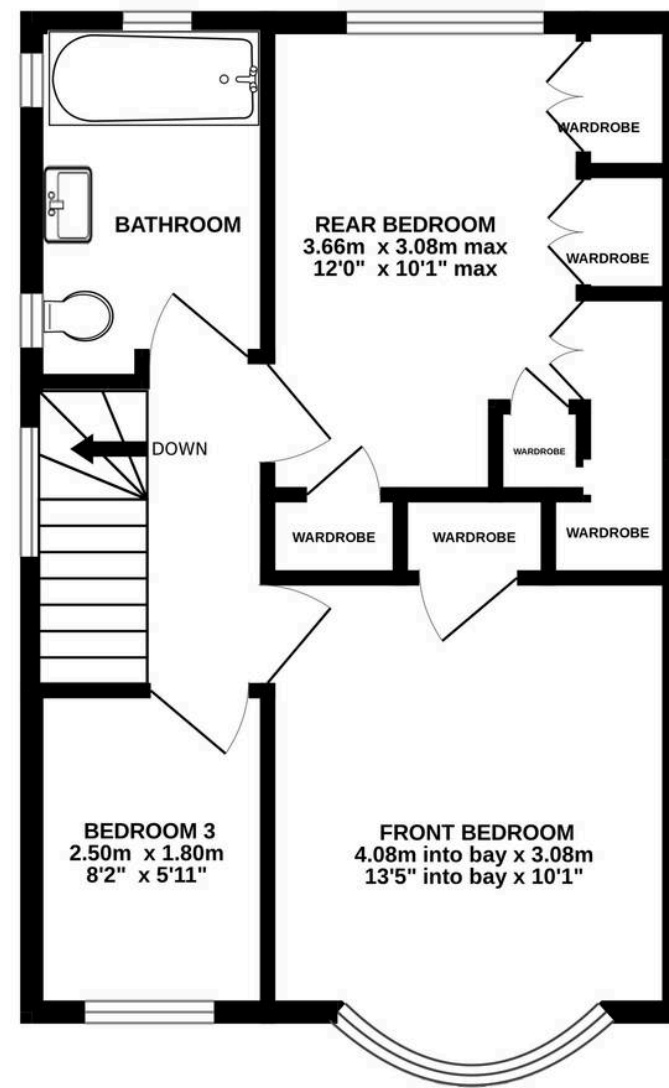 WARDROBE
BATHROOM
REAR BEDROOM
3.66m x 3.08m max
12'0" x 10'1" max
WARDROBE
DOWN
WARDROBE
WARDROBE
WARDROBE
WARDROBE
BEDROOM 3
2.50m x 1.80m
8'2" x 5'11"
FRONT BEDROOM
4.08m into bay x 3.08m
13'5" into bay x 10'1"